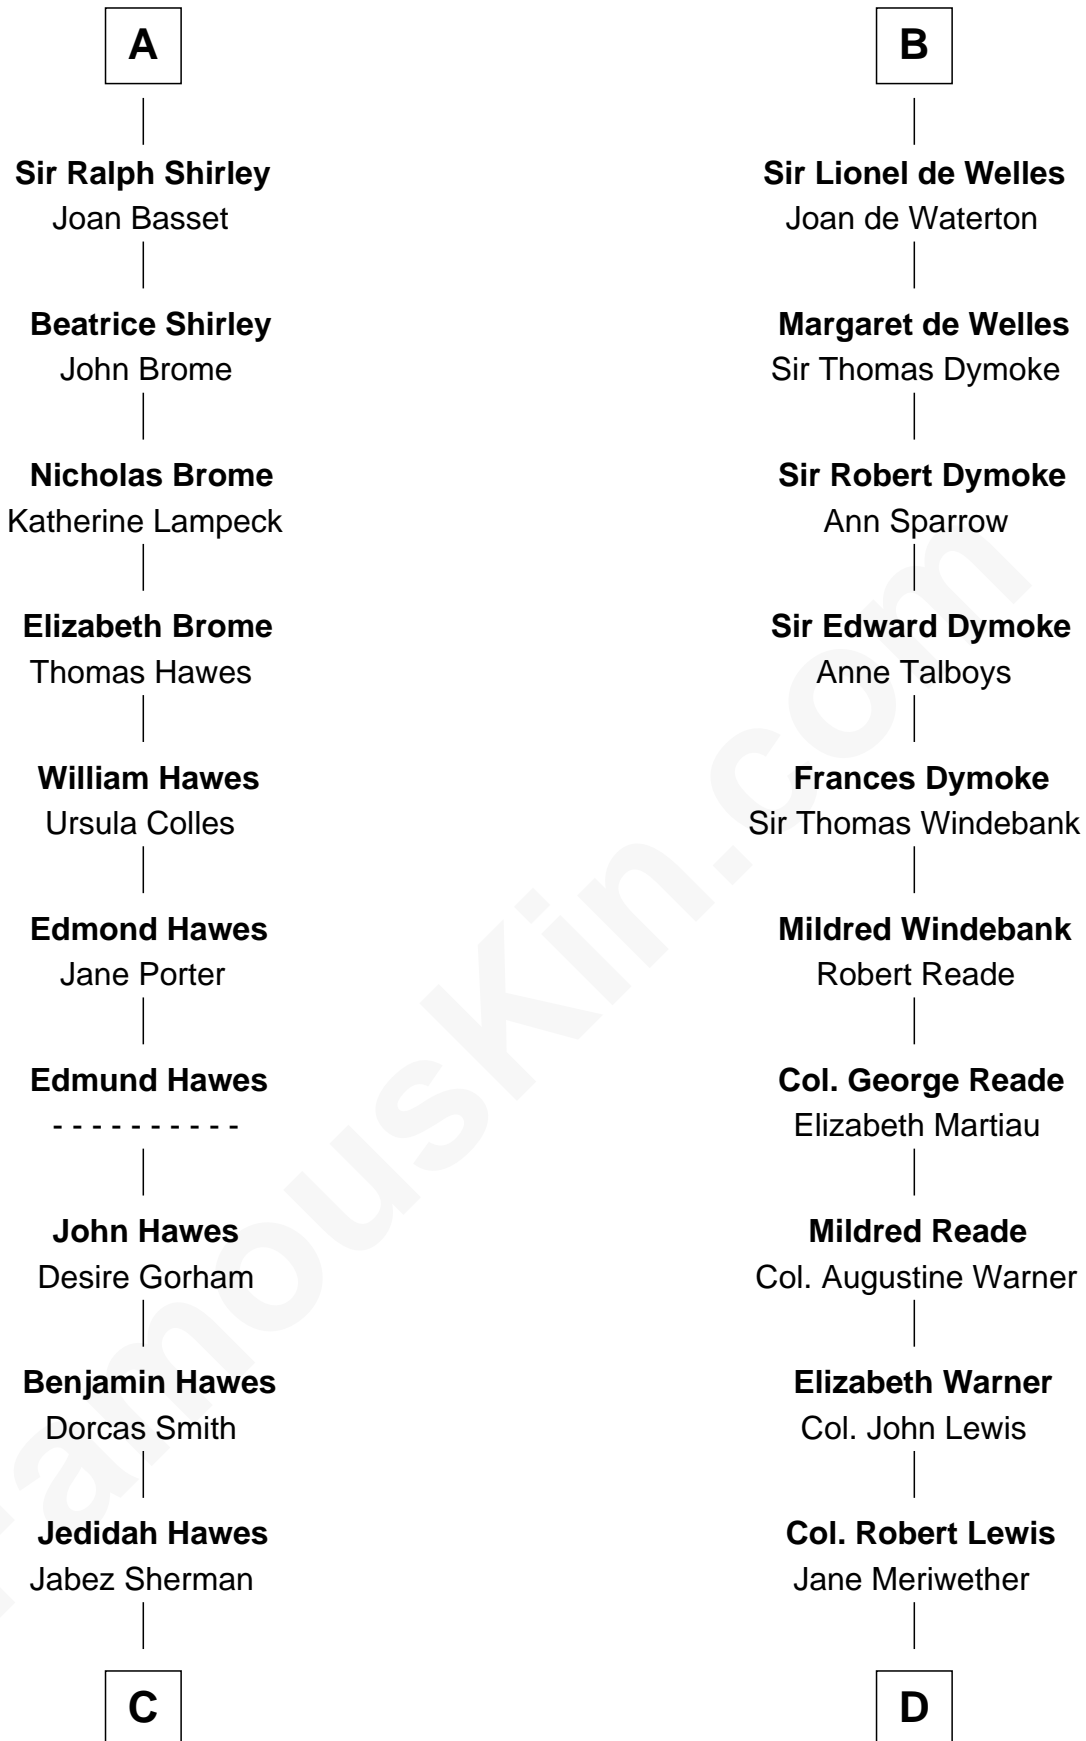 A
Sir Ralph Shirley
Joan Basset
Beatrice Shirley
John Brome
Nicholas Brome
Katherine Lampeck
Elizabeth Brome
Thomas Hawes
William Hawes
Ursula Colles
Edmond Hawes
Jane Porter
Edmund Hawes
- - - - - - - - - -
John Hawes
Desire Gorham
Benjamin Hawes
Dorcas Smith
Jedidah Hawes
Jabez Sherman
C
B
Sir Lionel de Welles
Joan de Waterton
Margaret de Welles
Sir Thomas Dymoke
Sir Robert Dymoke
Ann Sparrow
Sir Edward Dymoke
Anne Talboys
Frances Dymoke
Sir Thomas Windebank
Mildred Windebank
Robert Reade
Col. George Reade
Elizabeth Martiau
Mildred Reade
Col. Augustine Warner
Elizabeth Warner
Col. John Lewis
Col. Robert Lewis
Jane Meriwether
D
FamousKin.com